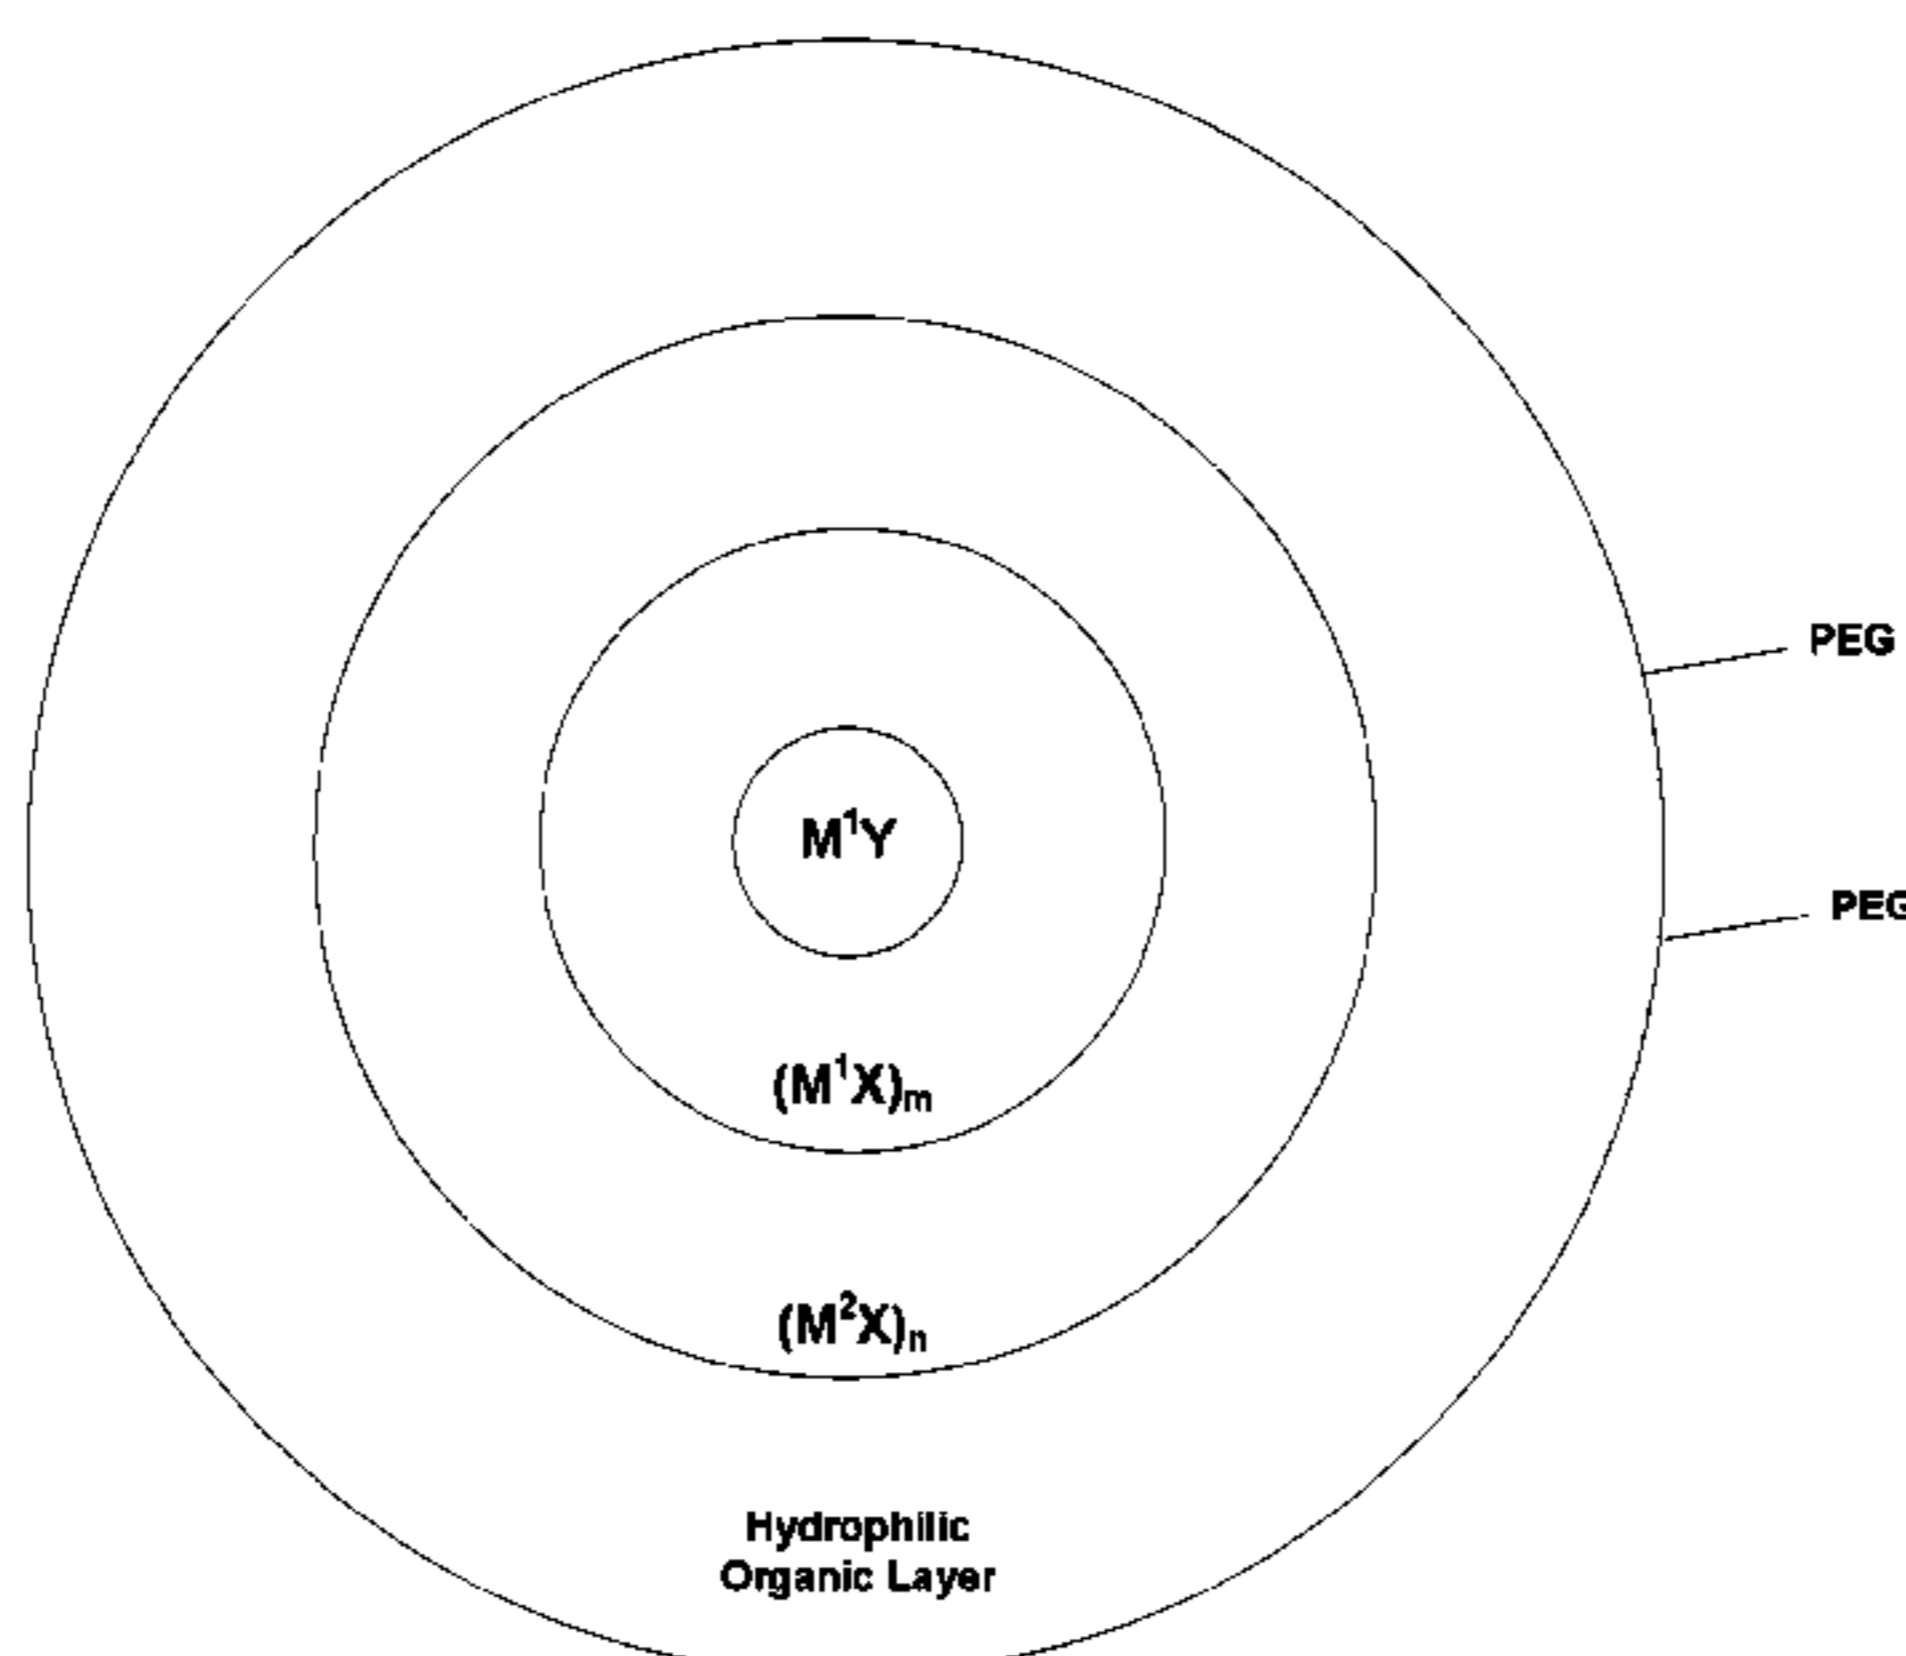 PEG
M¹Y
PEG
(M¹X)ₘ
(M²X)ₙ
Hydrophilic
Organic Layer